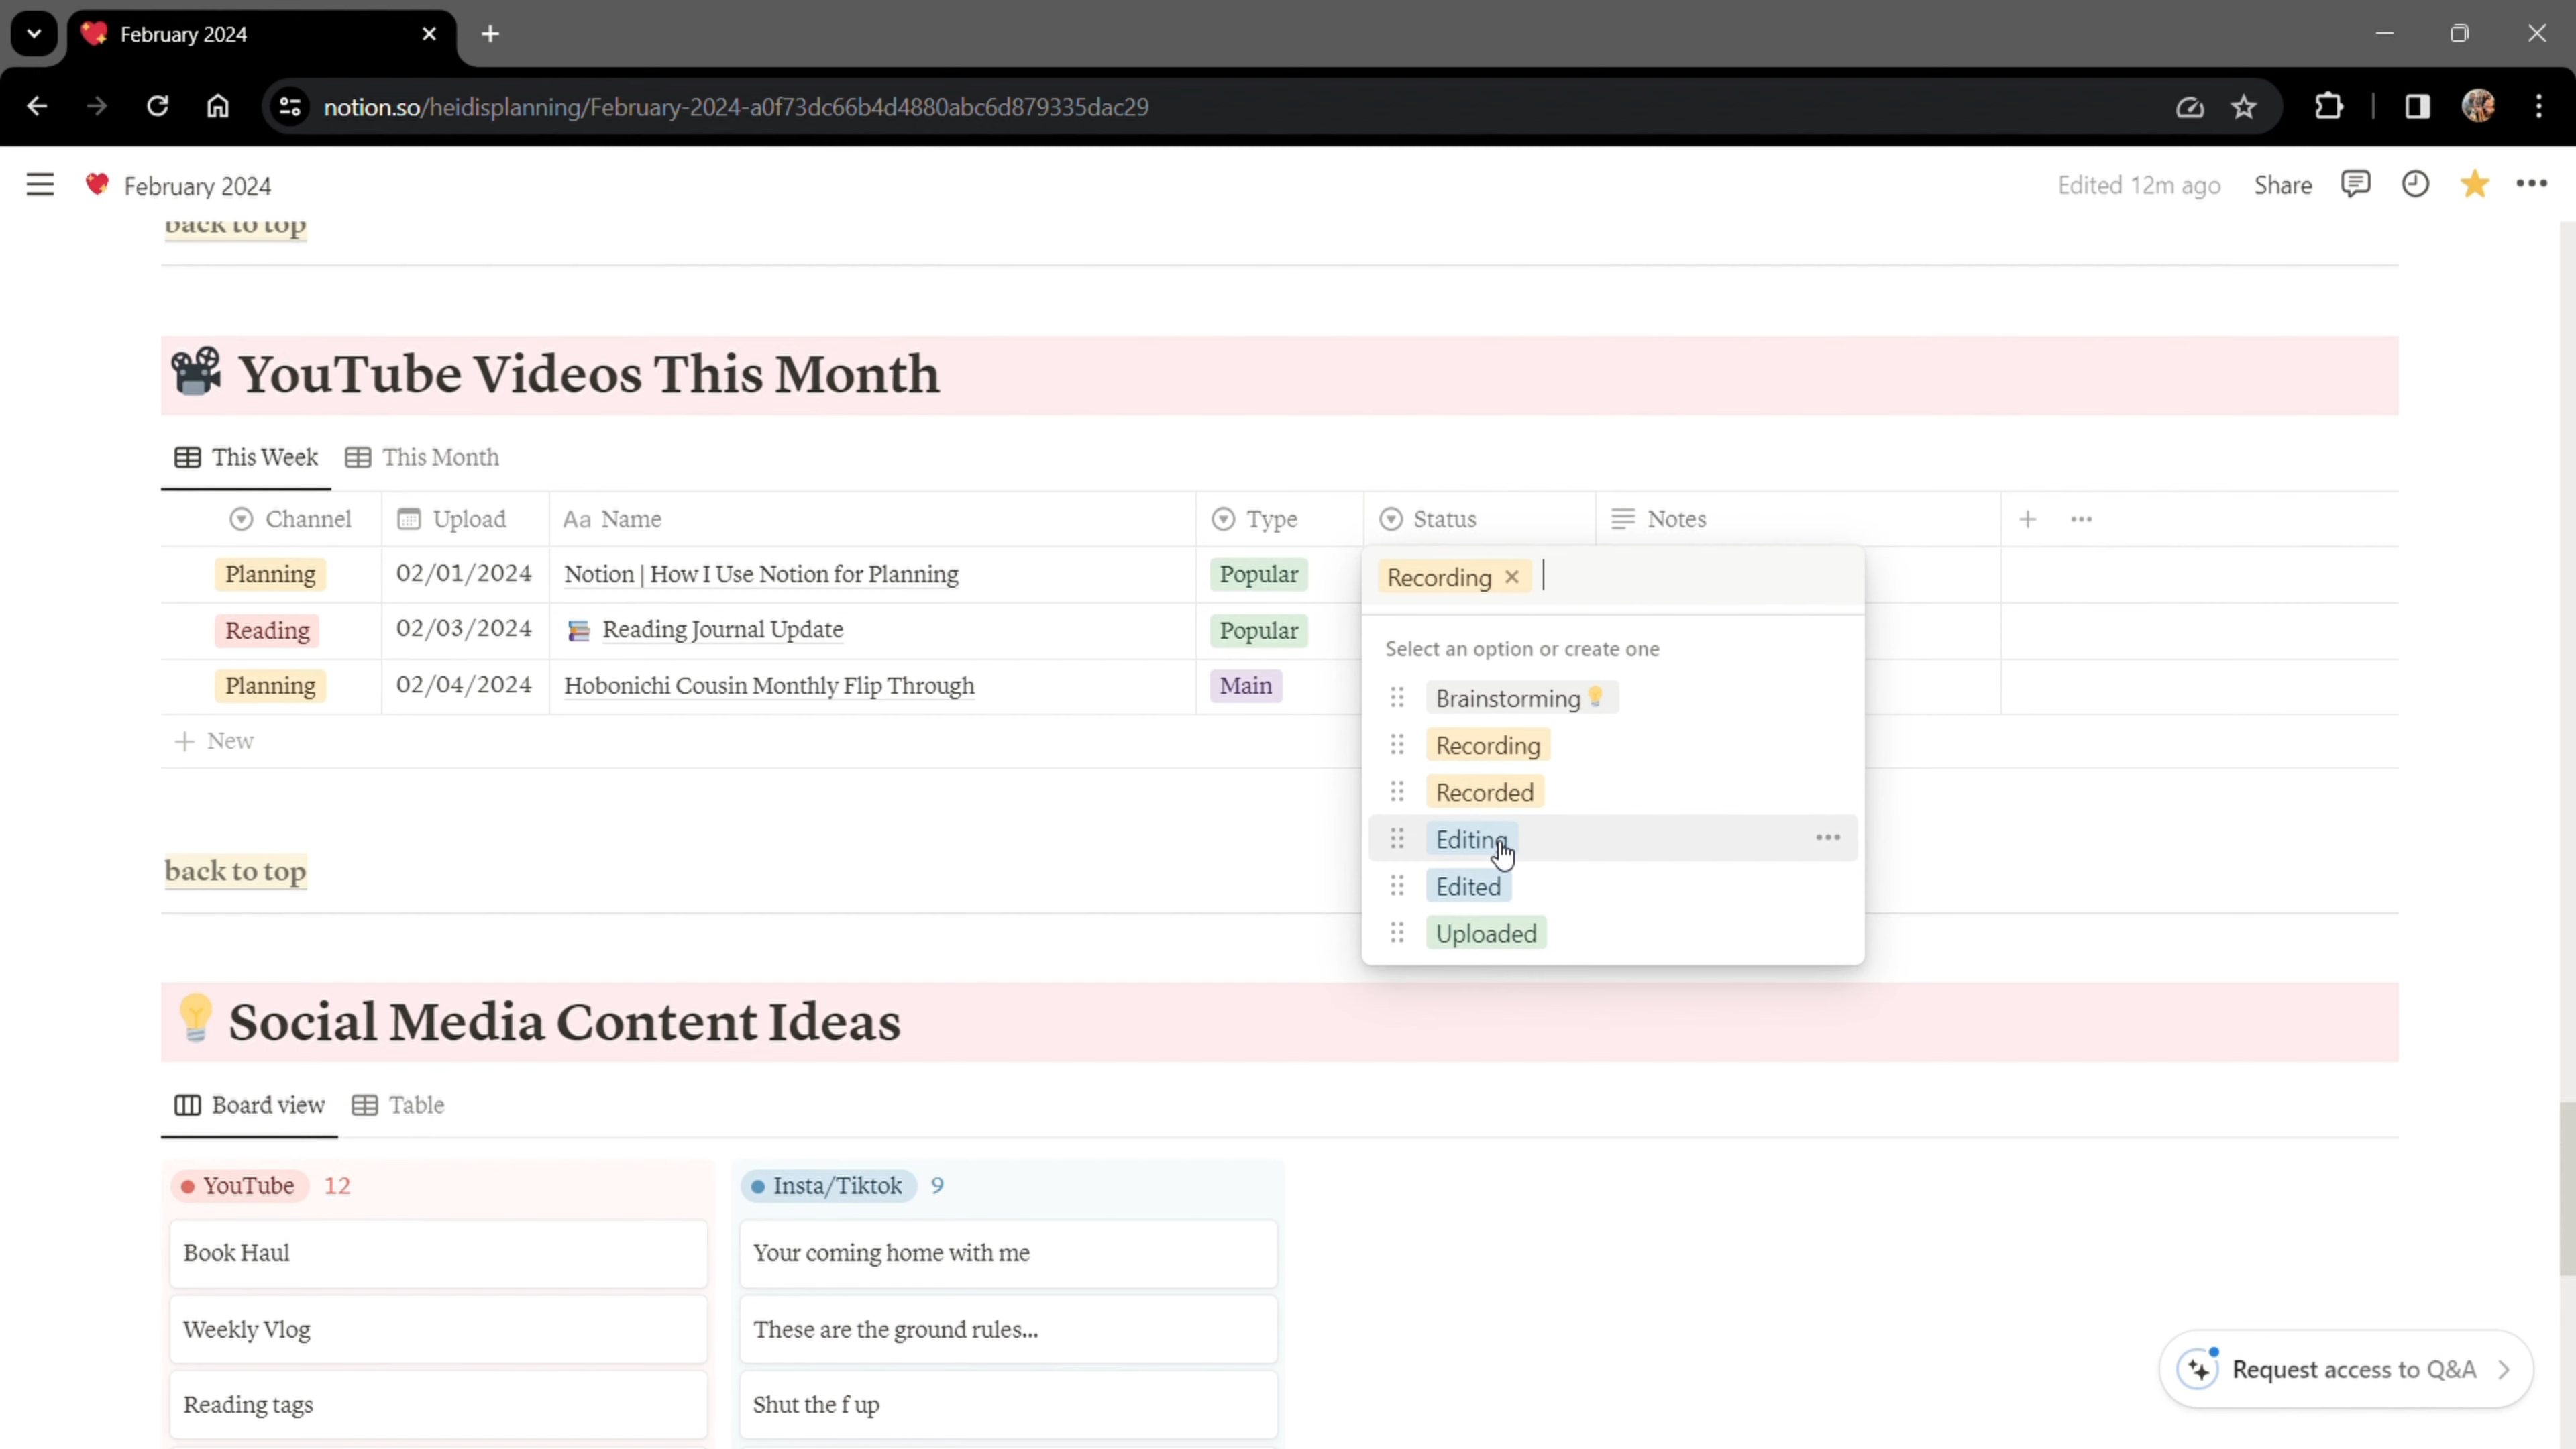 February 2024
notion.so/heidisplanning/February-2024-a0f73dc66b4d4880abc6d879335dac29
February 2024
Edited 12m ago
Share
back to top
YouTube Videos This Month
This Week
This Month
Channel
Upload
Aa Name
Type
Status
Notes
Planning
02/01/2024
Notion | How I Use Notion for Planning
Popular
Reading
02/03/2024
Reading Journal Update
Popular
Planning
02/04/2024
Hobonichi Cousin Monthly Flip Through
Main
+ New
Recording
Select an option or create one
Brainstorming
Recording
Recorded
Editing
Edited
Uploaded
back to top
Social Media Content Ideas
Board view
Table
YouTube 12
Insta/Tiktok 9
Book Haul
Your coming home with me
Weekly Vlog
These are the ground rules...
Reading tags
Shut the f up
Request access to Q&A